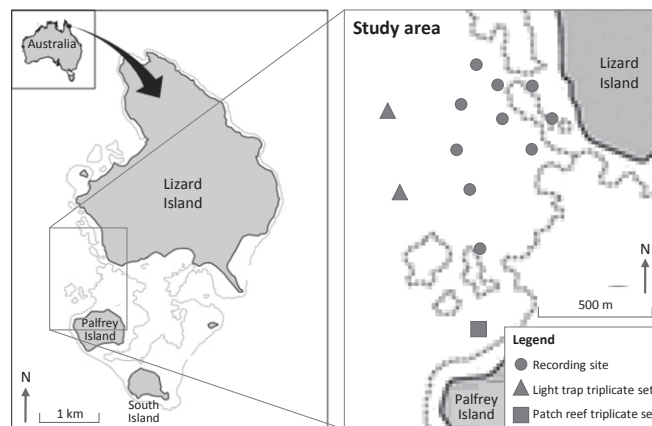 Australia
Lizard
Island
Palfrey
Island
South
Island
N
1 km
Study area
Lizard
Island
N
500 m
Palfrey
Island
Legend
Recording site
Light trap triplicate set
Patch reef triplicate set